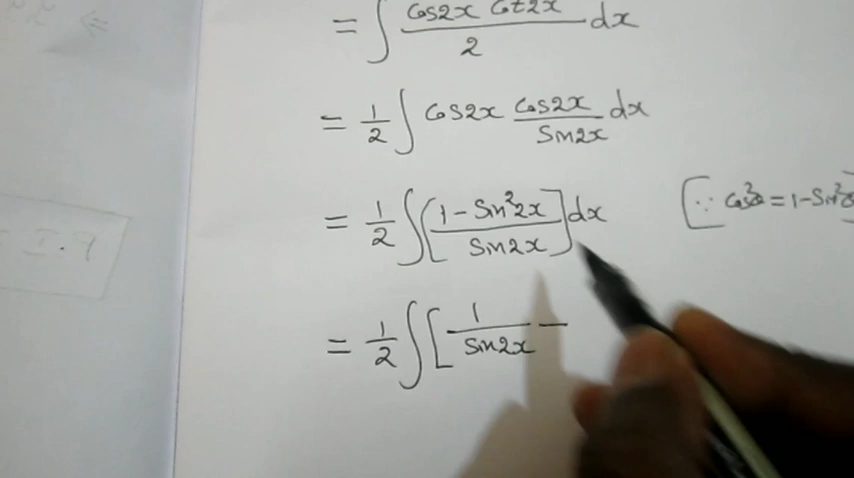 = ∫ cos2x cot2x / 2 dx
= 1/2 ∫ cos2x cos2x / sin2x dx
= 1/2 ∫ [1 - sin²2x / sin2x] dx [∵ cos²θ = 1 - sin²θ]
= 1/2 ∫ [1 / sin2x -
= I.7